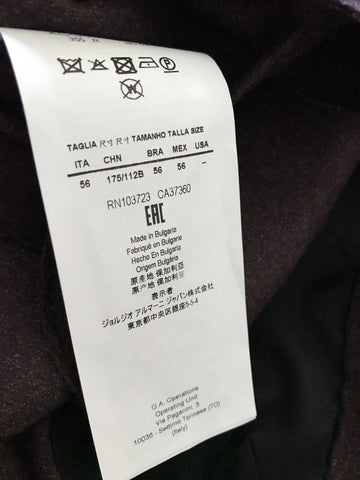 TAGLIA 尺寸 尺寸 TAMANHO TALLA SIZE
ITA CHN BRA MEX USA
56 175/112B 56 56 --
RN103723 CA37360
EAC
Made in Bulgaria
Fabriqué en Bulgarie
Hecho En Bulgaria
Origem Bulgária
原產地 保加利亞
原产地 保加利亚
表示者
ジョルジオ アルマーニ ジャパン株式会社
東京都中央区銀座5-5-4
G.A. Operations
Operating Unit
Via Paganini, 3
10036 - Settimo Torinese (TO)
(Italy)